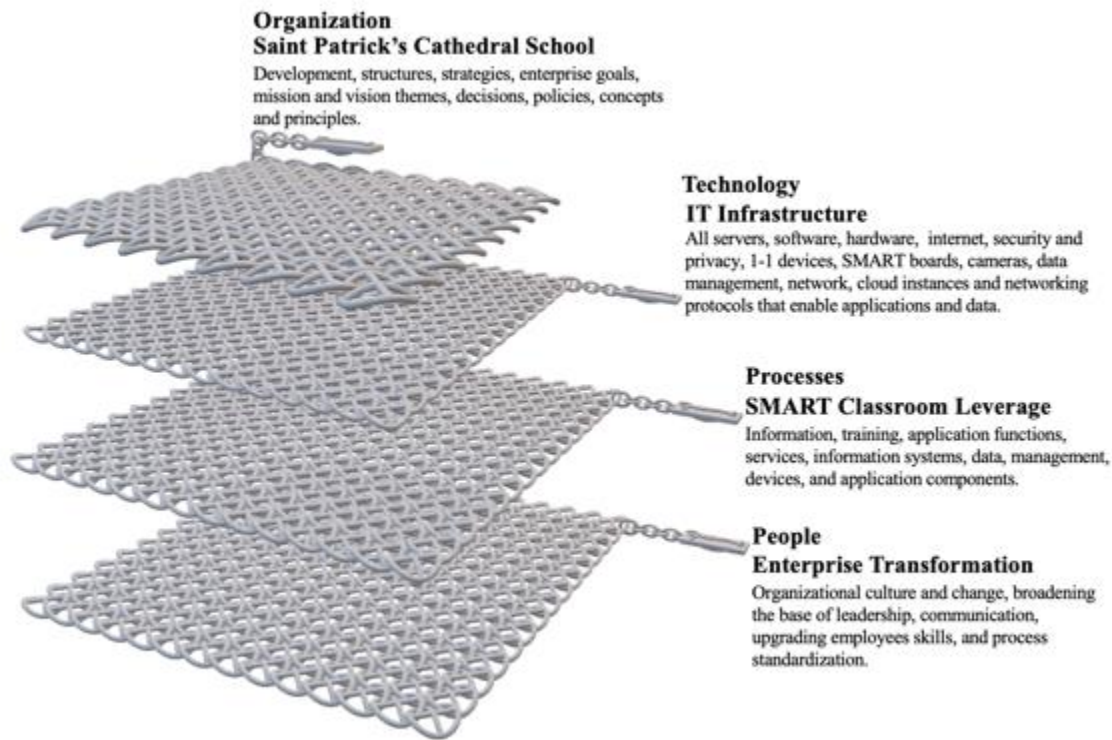 Organization
Saint Patrick's Cathedral School
Development, structures, strategies, enterprise goals,
mission and vision themes, decisions, policies, concepts
and principles.
Technology
IT Infrastructure
All servers, software, hardware, internet, security and
privacy, 1-1 devices, SMART boards, cameras, data
management, network, cloud instances and networking
protocols that enable applications and data.
Processes
SMART Classroom Leverage
Information, training, application functions,
services, information systems, data, management,
devices, and application components.
People
Enterprise Transformation
Organizational culture and change, broadening
the base of leadership, communication,
upgrading employees skills, and process
standardization.